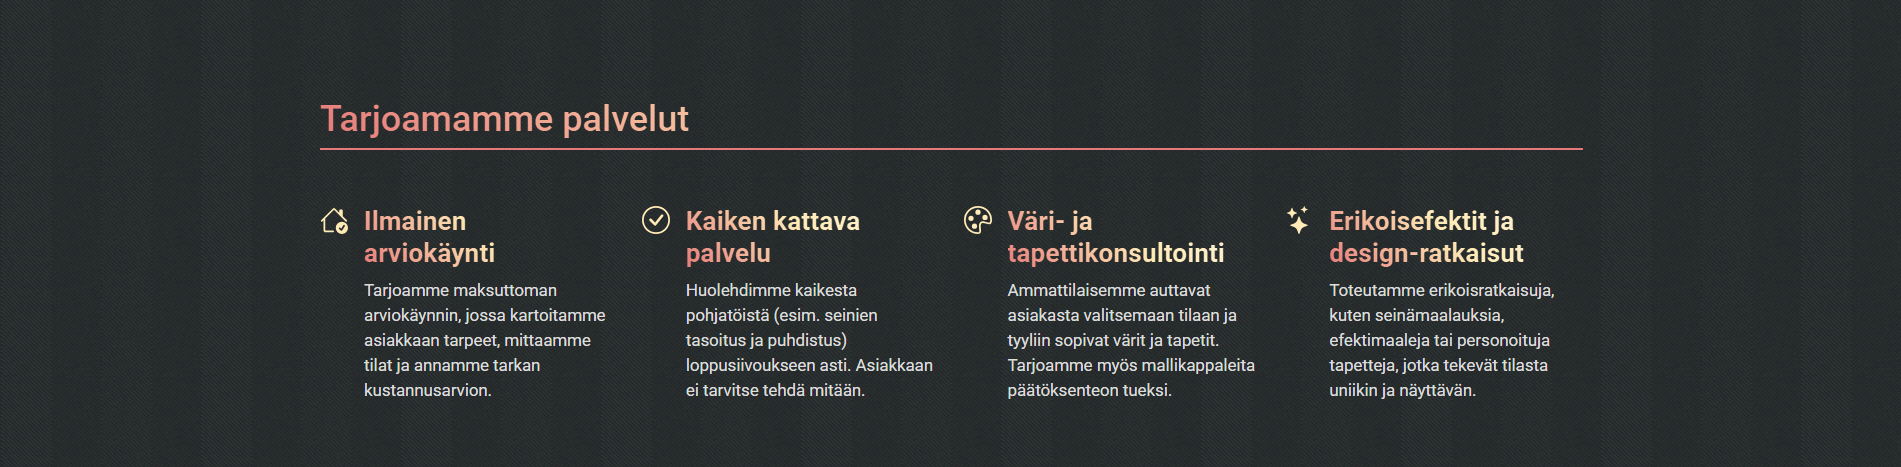 Tarjoamamme palvelut
Ilmainen
arviokäynti
Tarjoamme maksuttoman
arviokäynnin, jossa kartoitamme
asiakkaan tarpeet, mittaamme
tilat ja annamme tarkan
kustannusarvion.
Kaiken kattava
palvelu
Huolehdimme kaikesta
pohjatöistä (esim. seinien
tasoitus ja puhdistus)
loppusiivoukseen asti. Asiakkaan
ei tarvitse tehdä mitään.
Väri- ja
tapettikonsultointi
Ammattilaisemme auttavat
asiakasta valitsemaan tilaan ja
tyyliin sopivat värit ja tapetit.
Tarjoamme myös mallikappaleita
päätöksenteon tueksi.
Erikoisefektit ja
design-ratkaisut
Toteutamme erikoisratkaisuja,
kuten seinämaalauksia,
efektimaaleja tai personoituja
tapetteja, jotka tekevät tilasta
uniikin ja näyttävän.